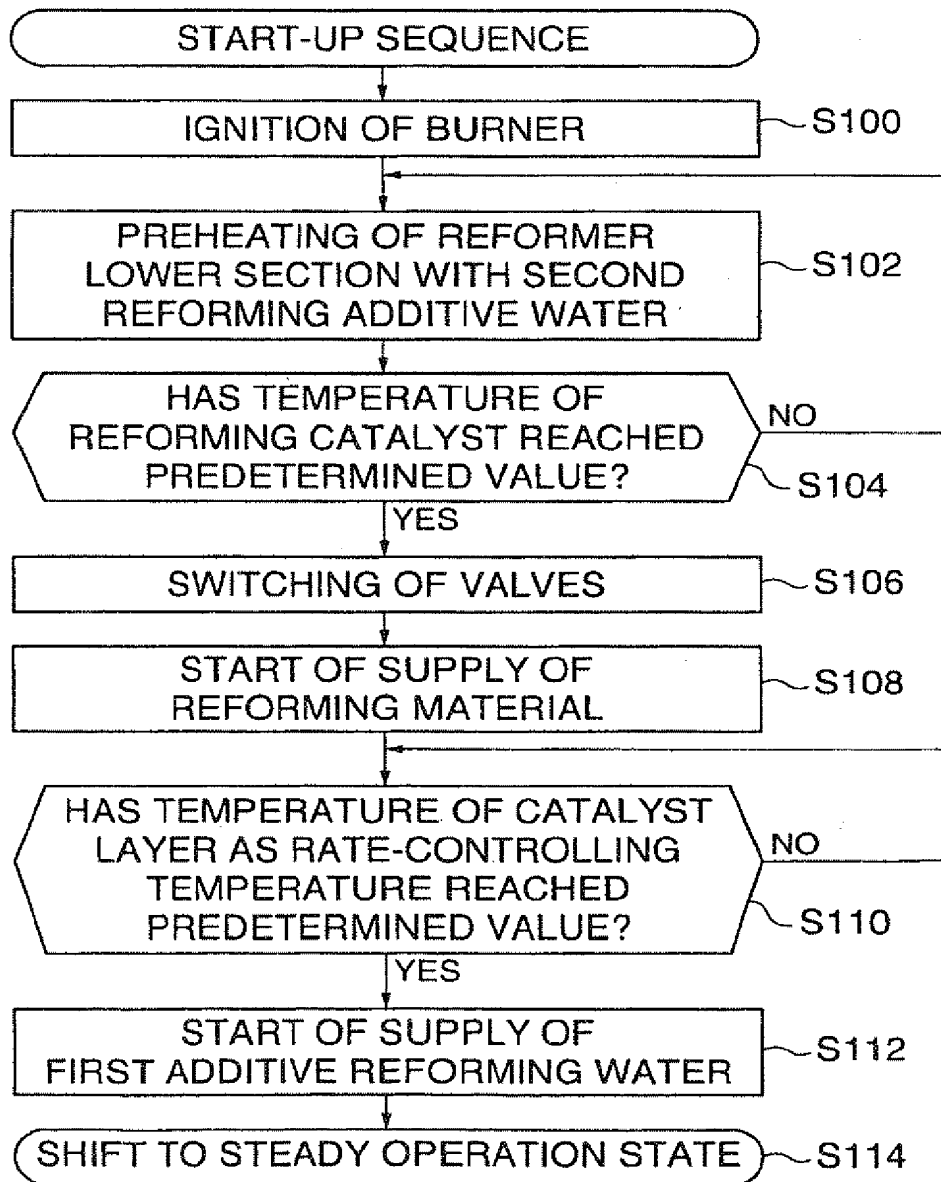 START-UP SEQUENCE
IGNITION OF BURNER
S100
PREHEATING OF REFORMER
LOWER SECTION WITH SECOND
REFORMING ADDITIVE WATER
S102
HAS TEMPERATURE OF
REFORMING CATALYST REACHED
PREDETERMINED VALUE?
NO
S104
YES
SWITCHING OF VALVES
S106
START OF SUPPLY OF
REFORMING MATERIAL
S108
HAS TEMPERATURE OF CATALYST
LAYER AS RATE-CONTROLLING
TEMPERATURE REACHED
PREDETERMINED VALUE?
NO
S110
YES
START OF SUPPLY OF
FIRST ADDITIVE REFORMING WATER
S112
SHIFT TO STEADY OPERATION STATE
S114